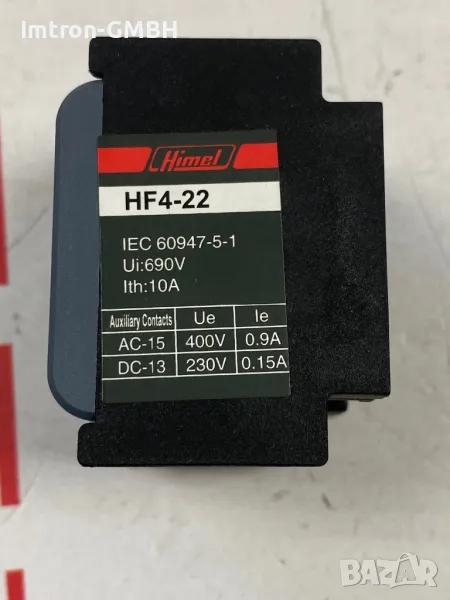 Imtron-GMBH
Himel
HF4-22
IEC 60947-5-1
Ui:690V
Ith:10A
Auxiliary Contacts Ue Ie
AC-15 400V 0.9A
DC-13 230V 0.15A
BAZAR